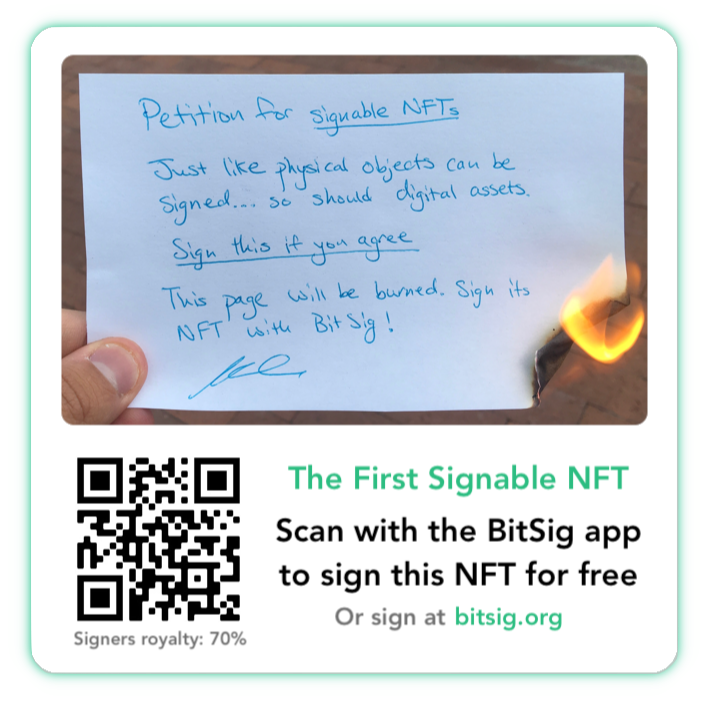 Petition for signable NFTs
Just like physical objects can be
signed.... so should digital assets.
Sign this if you agree
This page will be burned. Sign its
NFT with BitSig!
The First Signable NFT
Scan with the BitSig app
to sign this NFT for free
Or sign at bitsig.org
Signers royalty: 70%